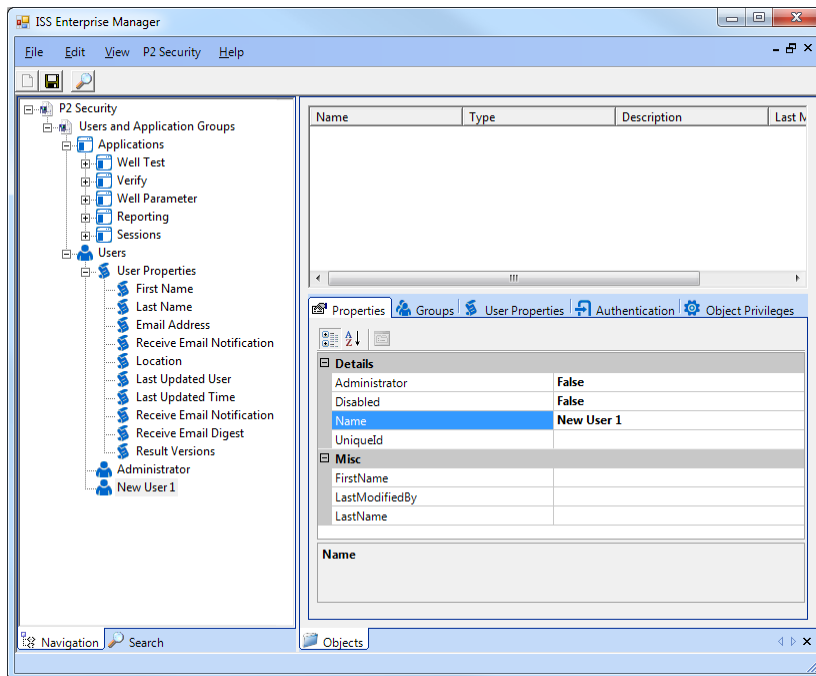 ISS Enterprise Manager
File Edit View P2 Security Help
P2 Security
Users and Application Groups
Applications
Well Test
Verify
Well Parameter
Reporting
Sessions
Users
User Properties
First Name
Last Name
Email Address
Receive Email Notification
Location
Last Updated User
Last Updated Time
Receive Email Notification
Receive Email Digest
Result Versions
Administrator
New User 1
Navigation Search
Name Type Description Last M
Properties Groups User Properties Authentication Object Privileges
Details
Administrator False
Disabled False
Name New User 1
UniqueId
Misc
FirstName
LastModifiedBy
LastName
Name
Objects